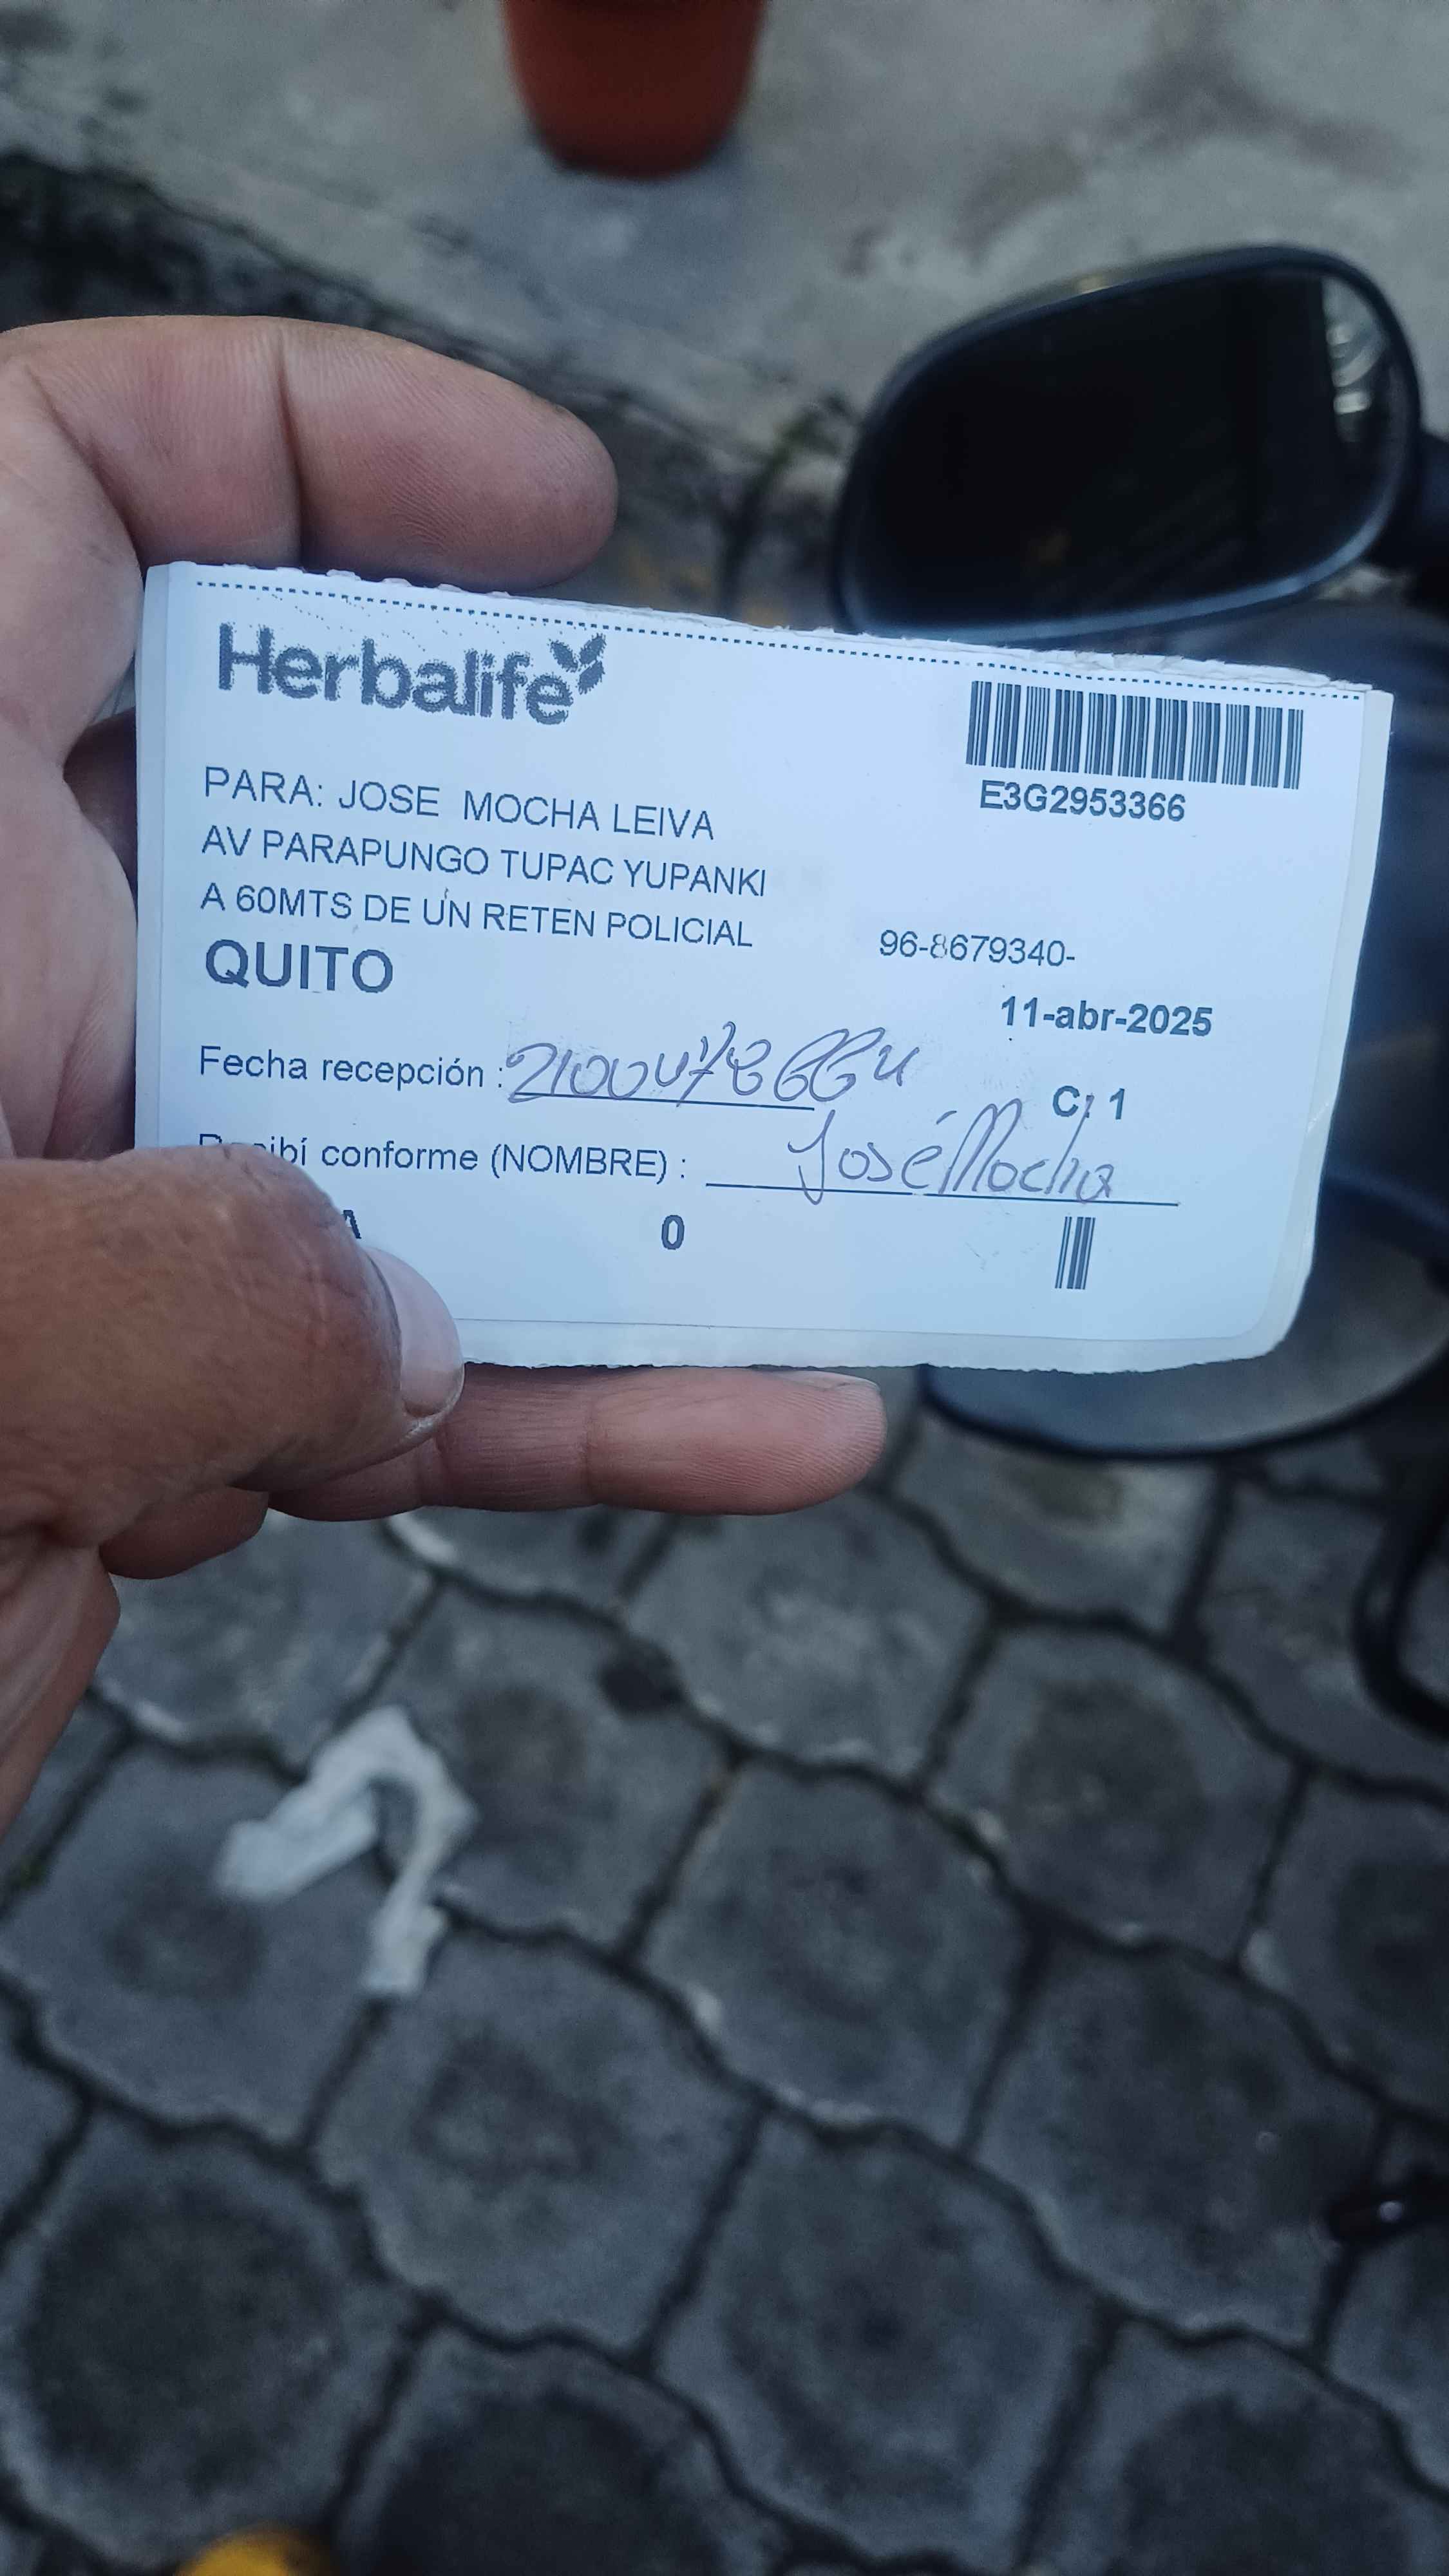 Herbalife
E3G2953366
PARA: JOSE MOCHA LEIVA
AV PARAPUNGO TUPAC YUPANKI
A 60MTS DE UN RETEN POLICIAL
96-8679340-
QUITO
11-abr-2025
Fecha recepción :
C: 1
conforme (NOMBRE) : José Mocha
0